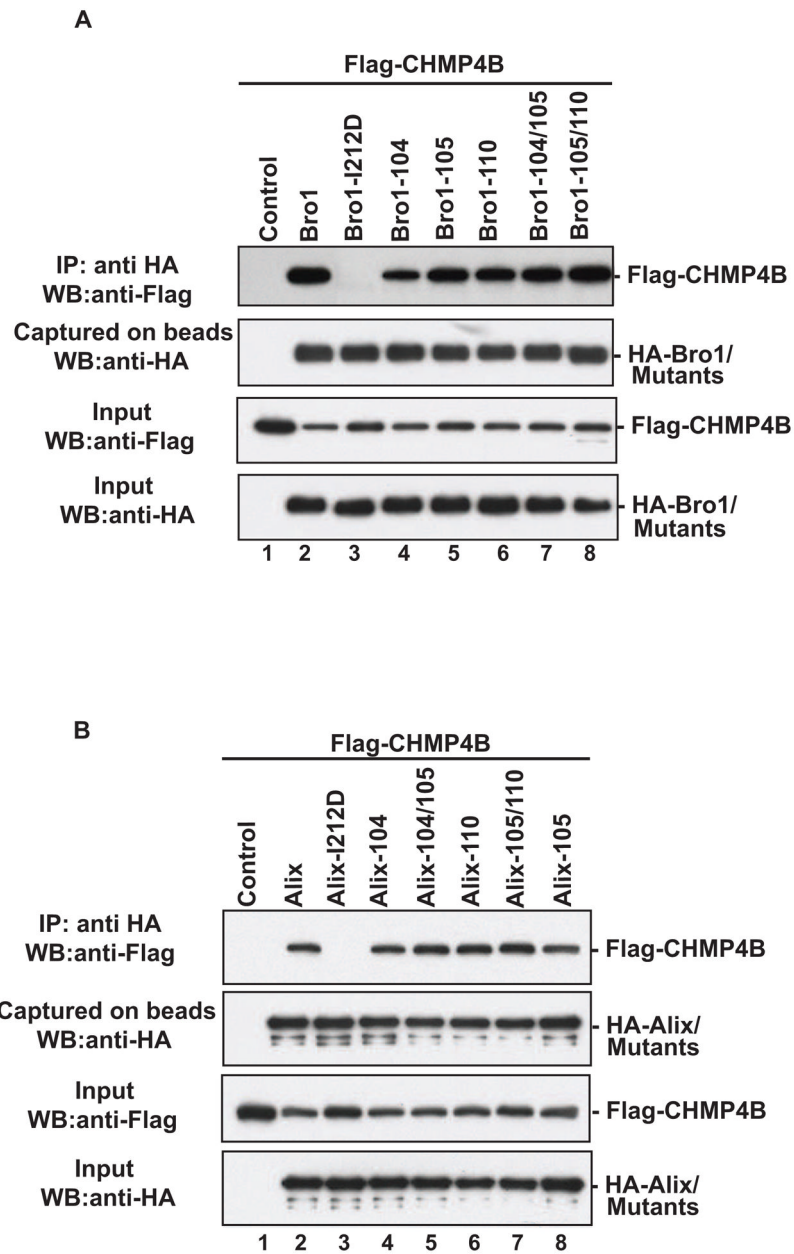 A
Flag-CHMP4B
Control
Bro1
Bro1-I212D
Bro1-104
Bro1-105
Bro1-110
Bro1-104/105
Bro1-105/110
IP: anti HA
WB:anti-Flag
Flag-CHMP4B
Captured on beads
WB:anti-HA
HA-Bro1/
Mutants
Input
WB:anti-Flag
Flag-CHMP4B
Input
WB:anti-HA
HA-Bro1/
Mutants
1 2 3 4 5 6 7 8
B
Flag-CHMP4B
Control
Alix
Alix-I212D
Alix-104
Alix-104/105
Alix-110
Alix-105/110
Alix-105
IP: anti HA
WB:anti-Flag
Flag-CHMP4B
Captured on beads
WB:anti-HA
HA-Alix/
Mutants
Input
WB:anti-Flag
Flag-CHMP4B
Input
WB:anti-HA
HA-Alix/
Mutants
1 2 3 4 5 6 7 8